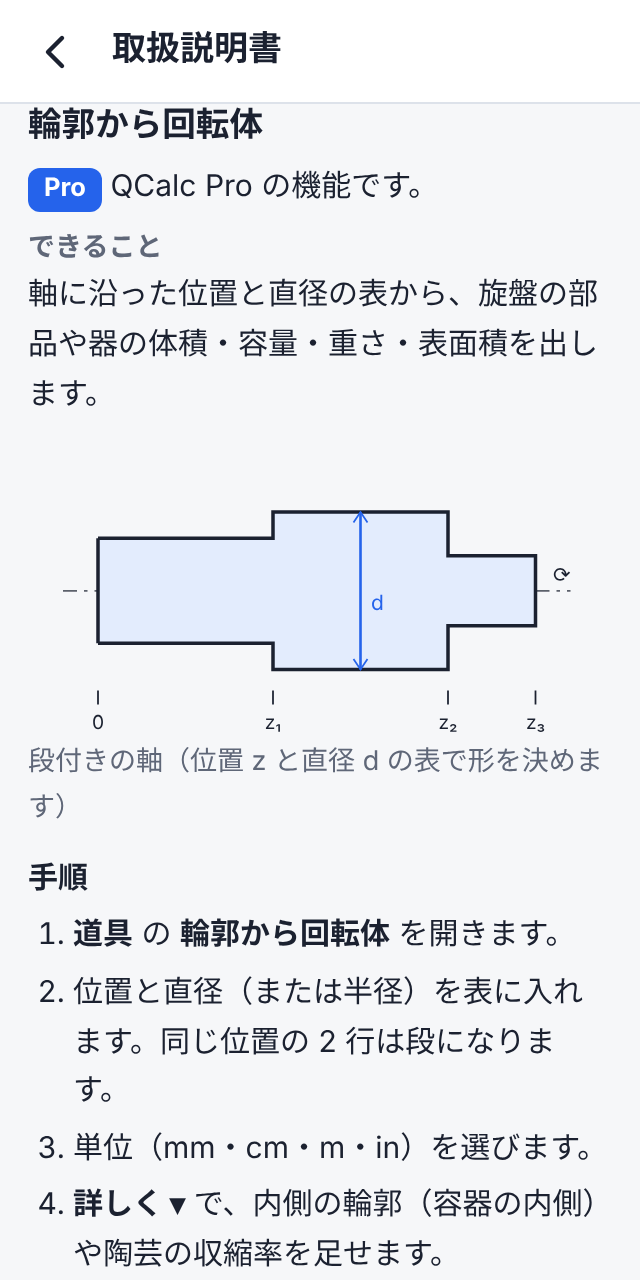 取扱説明書
輪郭から回転体
Pro QCalc Pro の機能です。
できること
軸に沿った位置と直径の表から、旋盤の部
品や器の体積・容量・重さ・表面積を出し
ます。
⟳
d
0 z₁ z₂ z₃
段付きの軸（位置 z と直径 d の表で形を決めま
す）
手順
1. 道具 の 輪郭から回転体 を開きます。
2. 位置と直径（または半径）を表に入れ
ます。同じ位置の 2 行は段になりま
す。
3. 単位（mm・cm・m・in）を選びます。
4. 詳しく ▾ で、内側の輪郭（容器の内側）
や陶芸の収縮率を足せます。